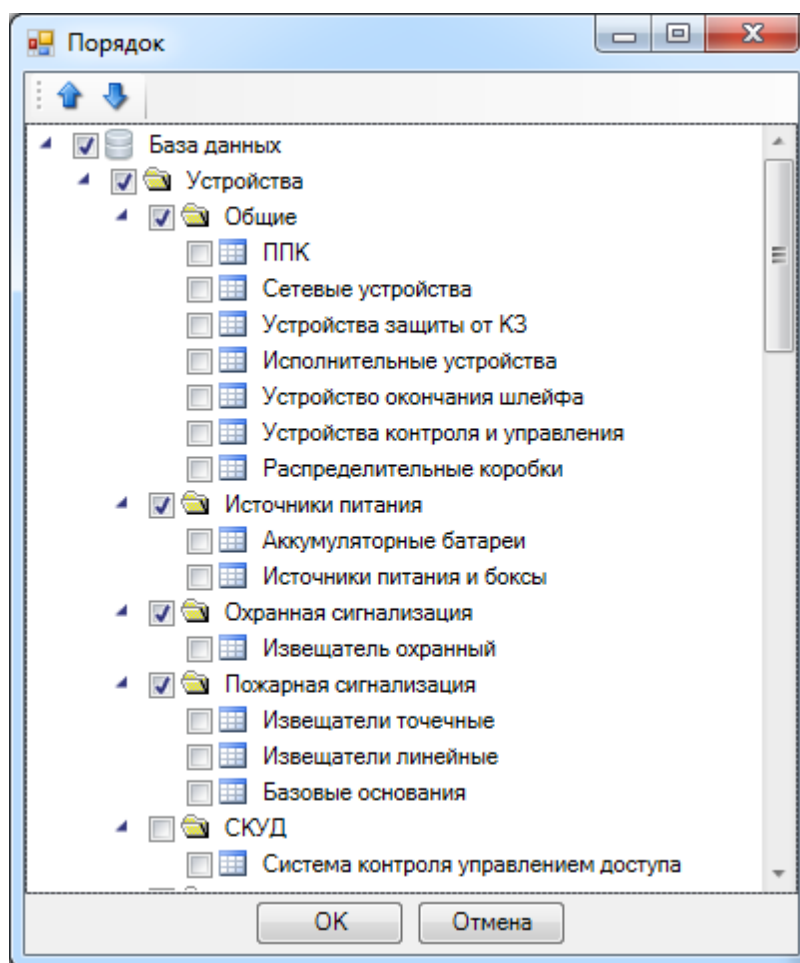 Порядок
База данных
Устройства
Общие
ППК
Сетевые устройства
Устройства защиты от КЗ
Исполнительные устройства
Устройство окончания шлейфа
Устройства контроля и управления
Распределительные коробки
Источники питания
Аккумуляторные батареи
Источники питания и боксы
Охранная сигнализация
Извещатель охранный
Пожарная сигнализация
Извещатели точечные
Извещатели линейные
Базовые основания
СКУД
Система контроля управлением доступа
OK Отмена